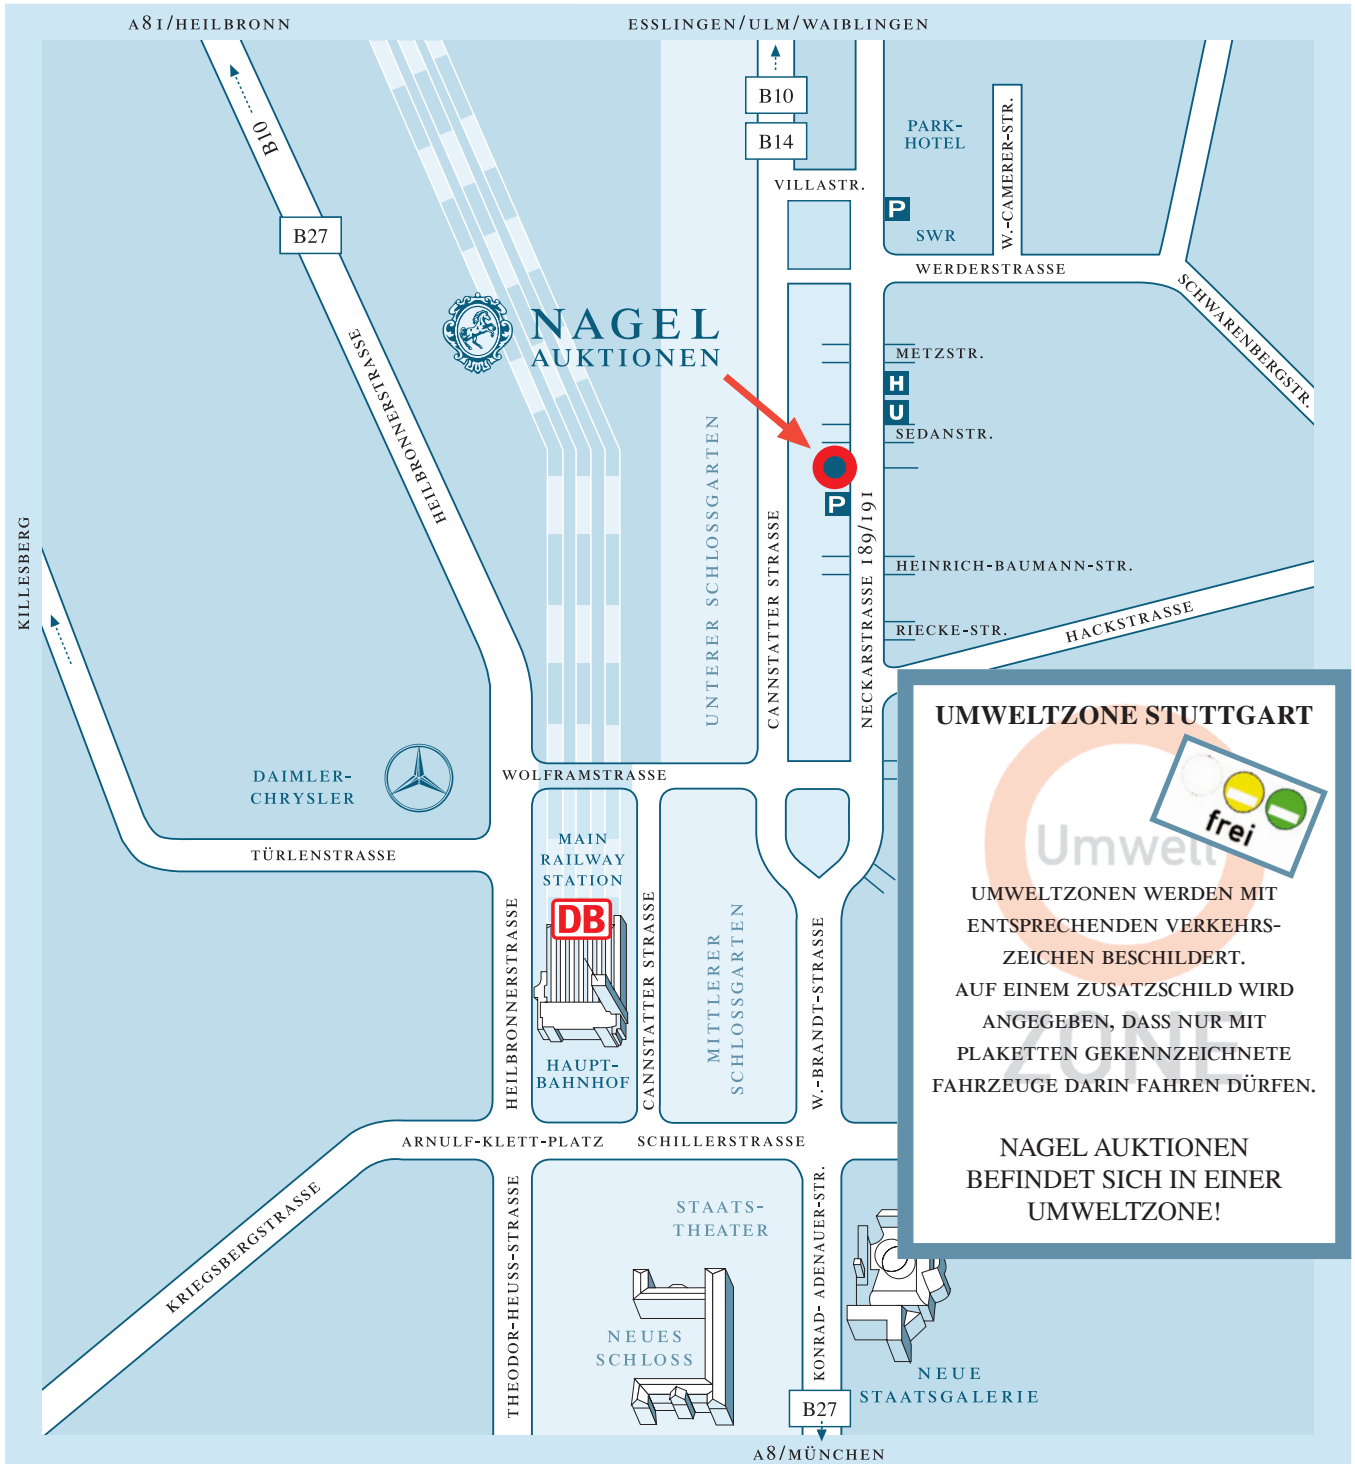 A81/HEILBRONN
ESSLINGEN/ULM/WAIBLINGEN
B10
B10
B14
B27
PARK-
HOTEL
W.-CAMERER-STR.
VILLASTR.
P
SWR
WERDERSTRASSE
SCHWARENBERGSTR.
NAGEL
AUKTIONEN
HEILBRONNERSTRASSE
METZSTR.
H
U
SEDANSTR.
P
UNTERER SCHLOSSGARTEN
CANNSTATTER STRASSE
NECKARSTRASSE 189/191
KILLESBERG
HEINRICH-BAUMANN-STR.
RIECKE-STR.
HACKSTRASSE
DAIMLER-
CHRYSLER
WOLFRAMSTRASSE
TÜRLENSTRASSE
MAIN
RAILWAY
STATION
DB
HAUPT-
BAHNHOF
HEILBRONNERSTRASSE
CANNSTATTER STRASSE
MITTLERER
SCHLOSSGARTEN
W.-BRANDT-STRASSE
ARNULF-KLETT-PLATZ
SCHILLERSTRASSE
KRIEGSBERGSTRASSE
THEODOR-HEUSS-STRASSE
STAATS-
THEATER
NEUES
SCHLOSS
KONRAD- ADENAUER-STR.
NEUE
STAATSGALERIE
B27
A8/MÜNCHEN
UMWELTZONE STUTTGART
frei
Umwelt
ZONE
UMWELTZONEN WERDEN MIT
ENTSPRECHENDEN VERKEHRS-
ZEICHEN BESCHILDERT.
AUF EINEM ZUSATZSCHILD WIRD
ANGEGEBEN, DASS NUR MIT
PLAKETTEN GEKENNZEICHNETE
FAHRZEUGE DARIN FAHREN DÜRFEN.
NAGEL AUKTIONEN
BEFINDET SICH IN EINER
UMWELTZONE!